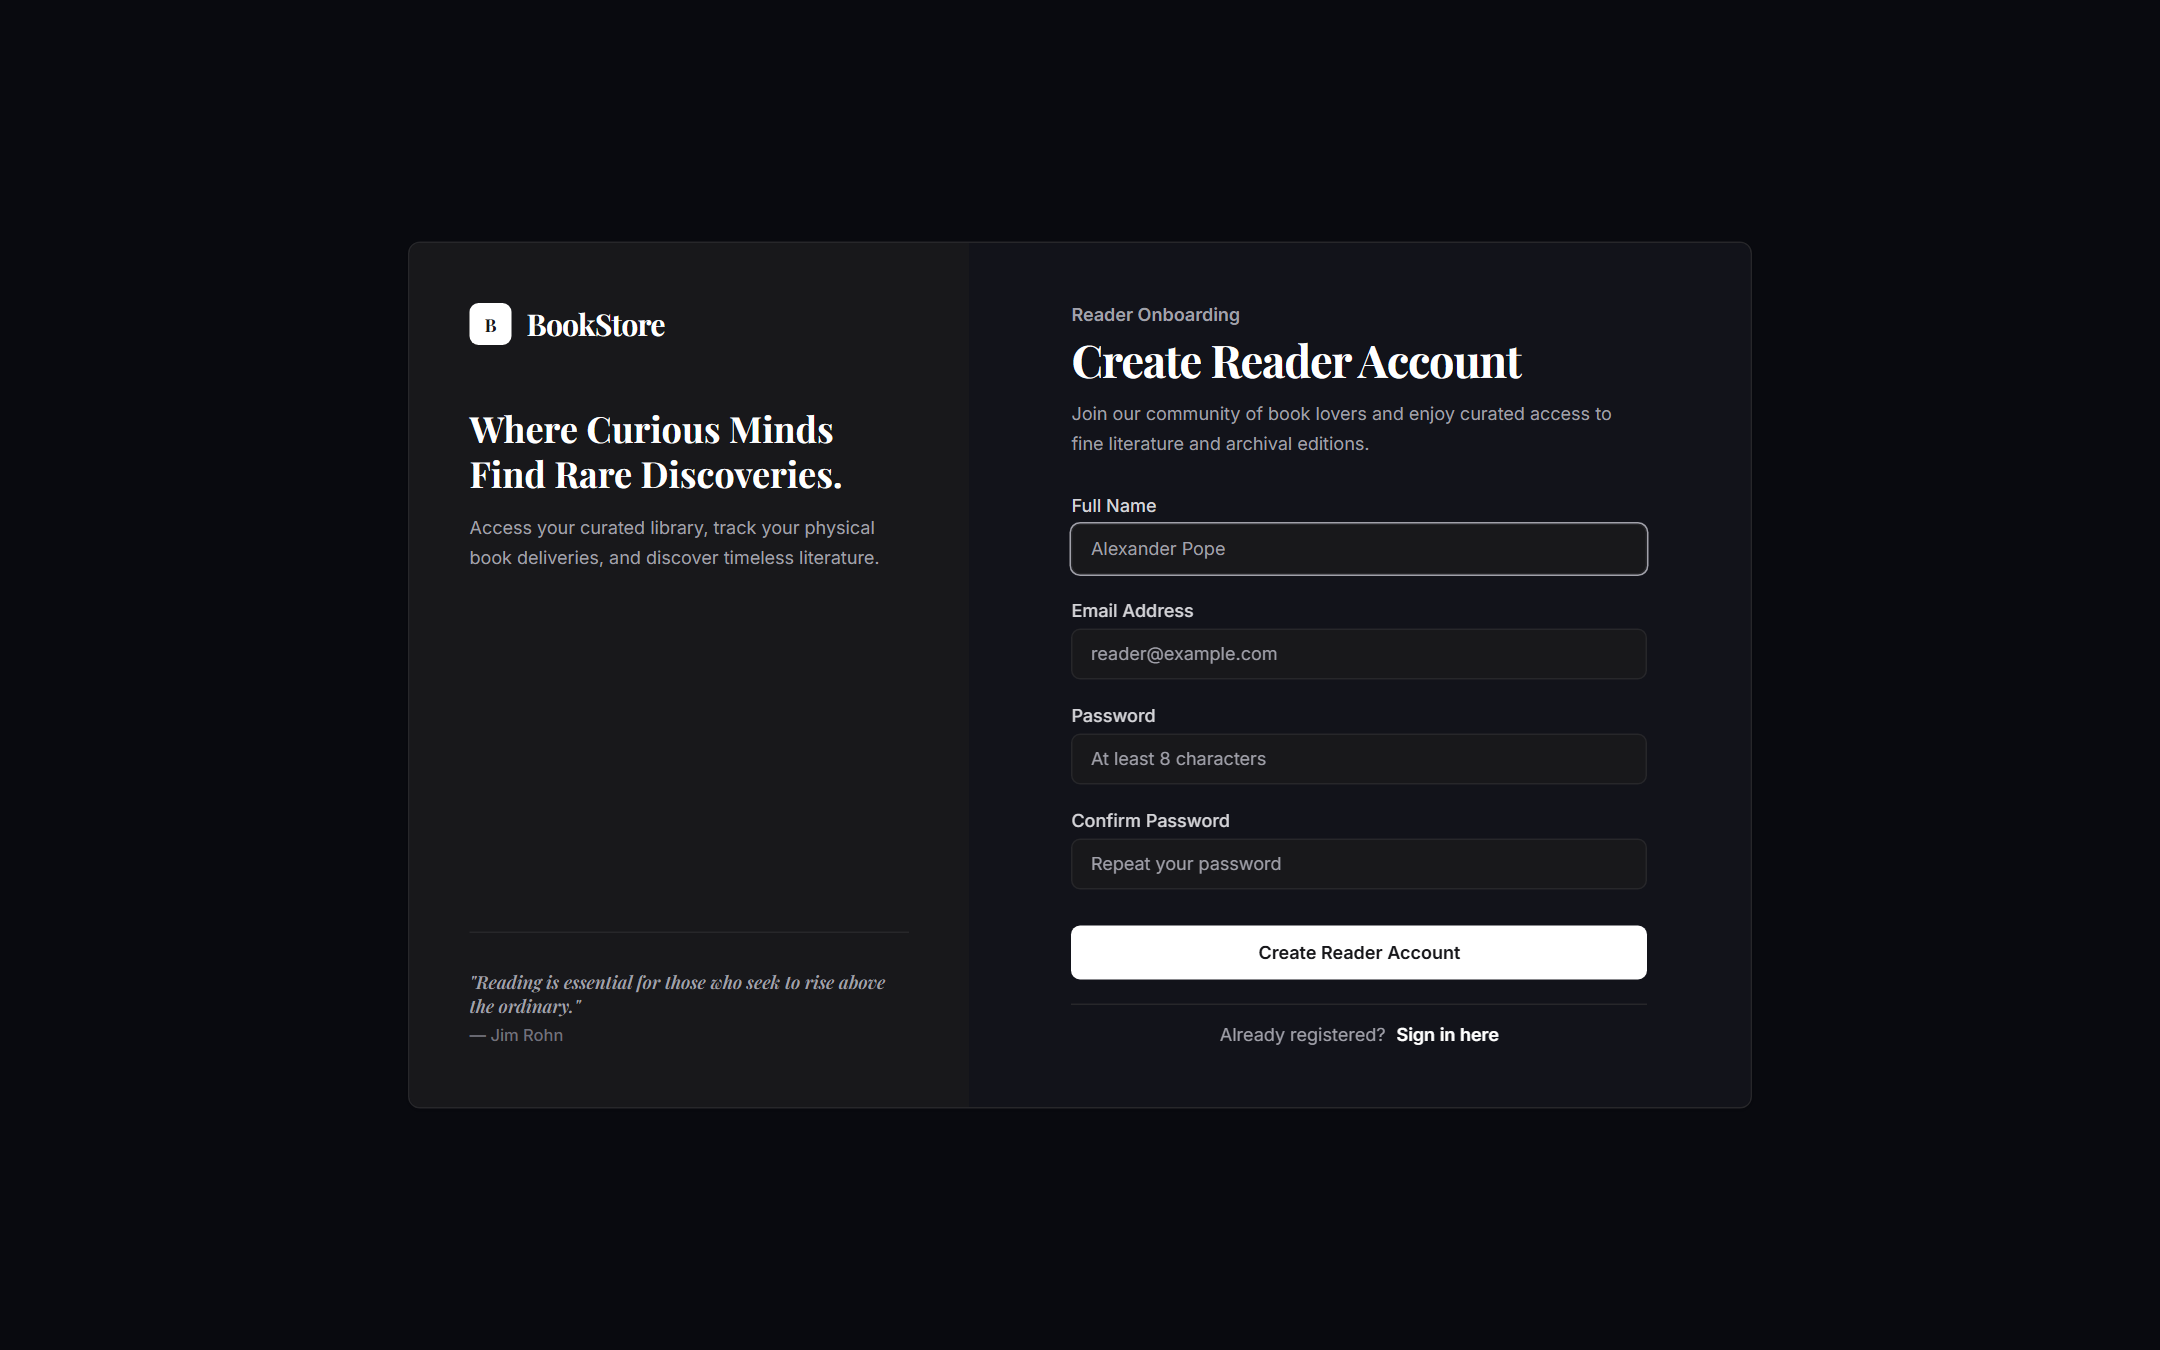 B BookStore
Where Curious Minds
Find Rare Discoveries.
Access your curated library, track your physical
book deliveries, and discover timeless literature.
"Reading is essential for those who seek to rise above
the ordinary."
— Jim Rohn
Reader Onboarding
Create Reader Account
Join our community of book lovers and enjoy curated access to
fine literature and archival editions.
Full Name
Alexander Pope
Email Address
reader@example.com
Password
At least 8 characters
Confirm Password
Repeat your password
Create Reader Account
Already registered? Sign in here